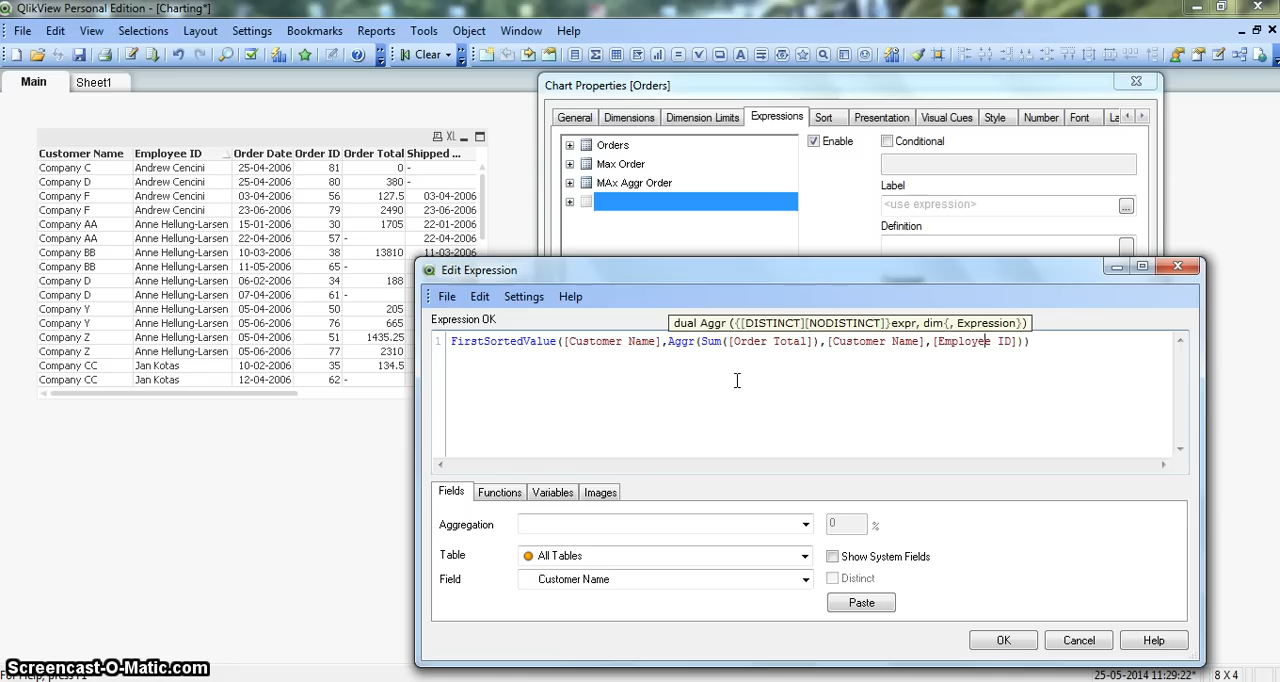 QlikView Personal Edition - [Charting*]
File Edit View Selections Layout Settings Bookmarks Reports Tools Object Window Help
Clear
Main Sheet1
Chart Properties [Orders]
General Dimensions Dimension Limits Expressions Sort Presentation Visual Cues Style Number Font La
XL
Customer Name Employee ID Order Date Order ID Order Total Shipped ...
Company C Andrew Cencini 25-04-2006 81 0 -
Company D Andrew Cencini 25-04-2006 80 380 -
Company F Andrew Cencini 03-04-2006 56 127.5 03-04-2006
Company F Andrew Cencini 23-06-2006 79 2490 23-06-2006
Company AA Anne Hellung-Larsen 15-01-2006 30 1705 22-01-2006
Company AA Anne Hellung-Larsen 22-04-2006 57 - 22-04-2006
Company BB Anne Hellung-Larsen 10-03-2006 38 13810 11-03-2006
Company BB Anne Hellung-Larsen 11-05-2006 65 -
Company D Anne Hellung-Larsen 06-02-2006 34 188
Company D Anne Hellung-Larsen 07-04-2006 61 -
Company Y Anne Hellung-Larsen 05-04-2006 50 205
Company Y Anne Hellung-Larsen 05-06-2006 76 665
Company Z Anne Hellung-Larsen 05-04-2006 51 1435.25
Company Z Anne Hellung-Larsen 05-06-2006 77 2310
Company CC Jan Kotas 10-02-2006 35 134.5
Company CC Jan Kotas 12-04-2006 62 -
Orders
Max Order
MAx Aggr Order
Enable Conditional
Label
<use expression>
...
Definition
Edit Expression
File Edit Settings Help
Expression OK
dual Aggr ({[DISTINCT][NODISTINCT]}expr, dim{, Expression})
1 FirstSortedValue([Customer Name],Aggr(Sum([Order Total]),[Customer Name],[Employee ID]))
Fields Functions Variables Images
Aggregation 0 %
Table All Tables Show System Fields
Field Customer Name Distinct
Paste
OK Cancel Help
Screencast-O-Matic.com
25-05-2014 11:29:22* 8 X 4